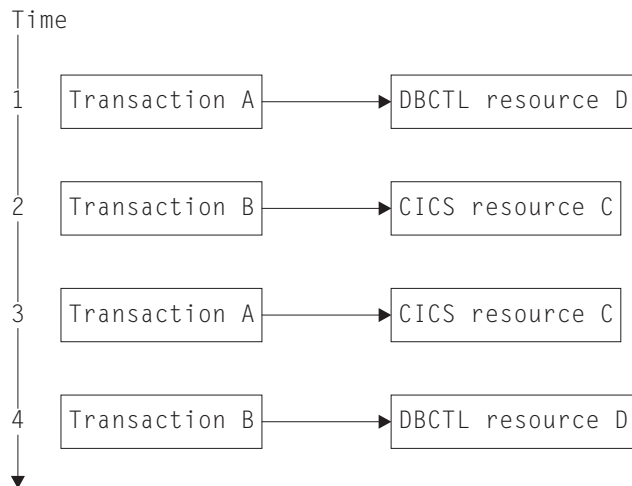 Time
1 Transaction A DBCTL resource D
2 Transaction B CICS resource C
3 Transaction A CICS resource C
4 Transaction B DBCTL resource D